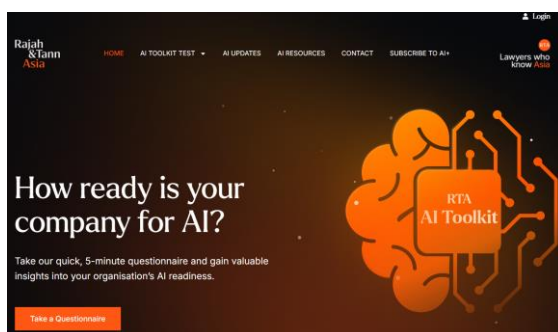 Login
Rajah
&Tann
Asia
HOME AI TOOLKIT TEST AI UPDATES AI RESOURCES CONTACT SUBSCRIBE TO AI+
RTA
Lawyers who
know Asia
How ready is your
company for AI?
Take our quick, 5-minute questionnaire and gain valuable
insights into your organisation's AI readiness.
Take a Questionnaire
RTA
AI Toolkit